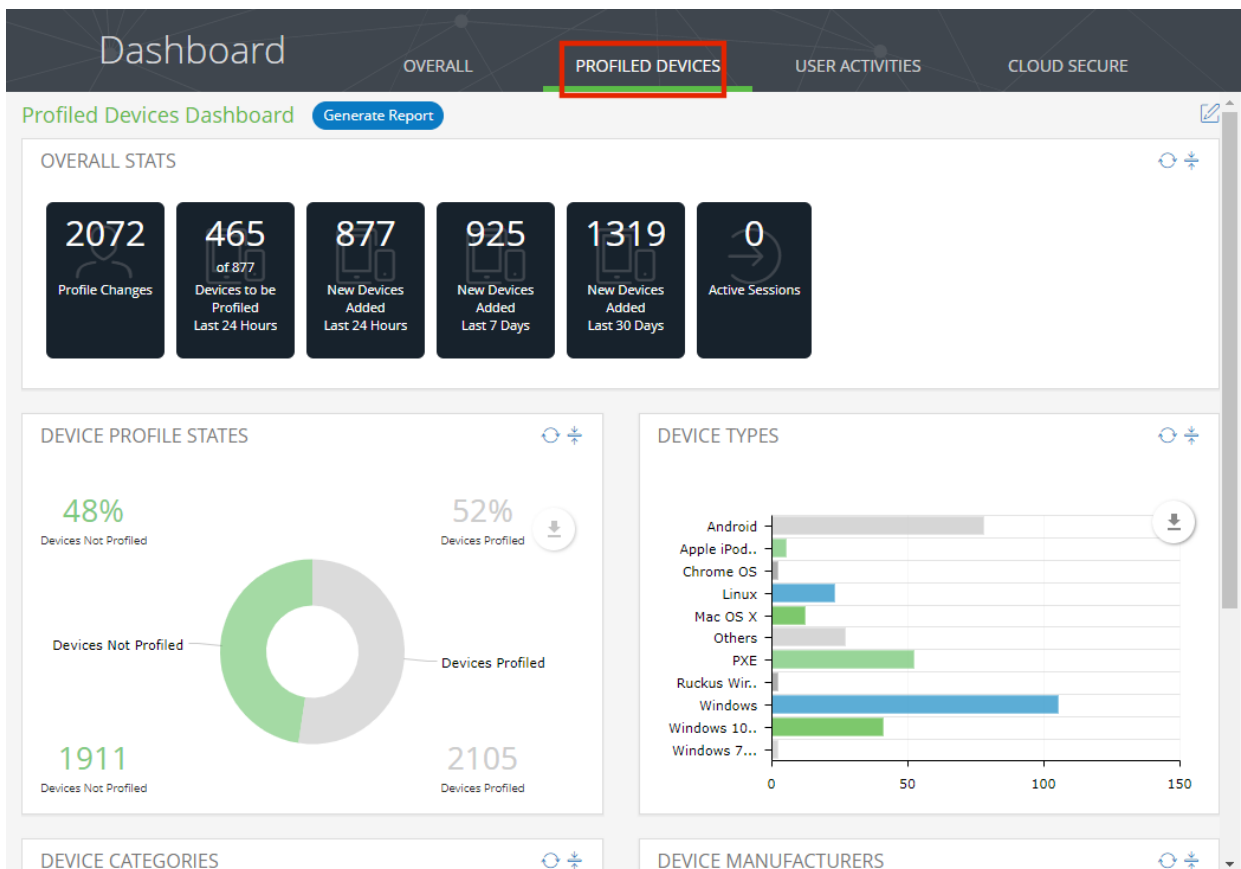 Dashboard
OVERALL
PROFILED DEVICES
USER ACTIVITIES
CLOUD SECURE
Profiled Devices Dashboard
Generate Report
OVERALL STATS
2072
Profile Changes
465
of 877
Devices to be
Profiled
Last 24 Hours
877
New Devices
Added
Last 24 Hours
925
New Devices
Added
Last 7 Days
1319
New Devices
Added
Last 30 Days
0
Active Sessions
DEVICE PROFILE STATES
48%
Devices Not Profiled
52%
Devices Profiled
Devices Not Profiled
Devices Profiled
1911
Devices Not Profiled
2105
Devices Profiled
DEVICE TYPES
Android
Apple iPod..
Chrome OS
Linux
Mac OS X
Others
PXE
Ruckus Wir..
Windows
Windows 10..
Windows 7...
0 50 100 150
DEVICE CATEGORIES
DEVICE MANUFACTURERS